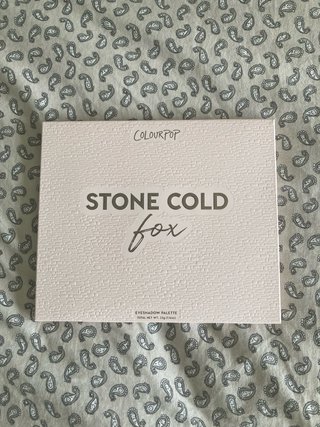 COLOURPOP
STONE COLD
fox
EYESHADOW PALETTE